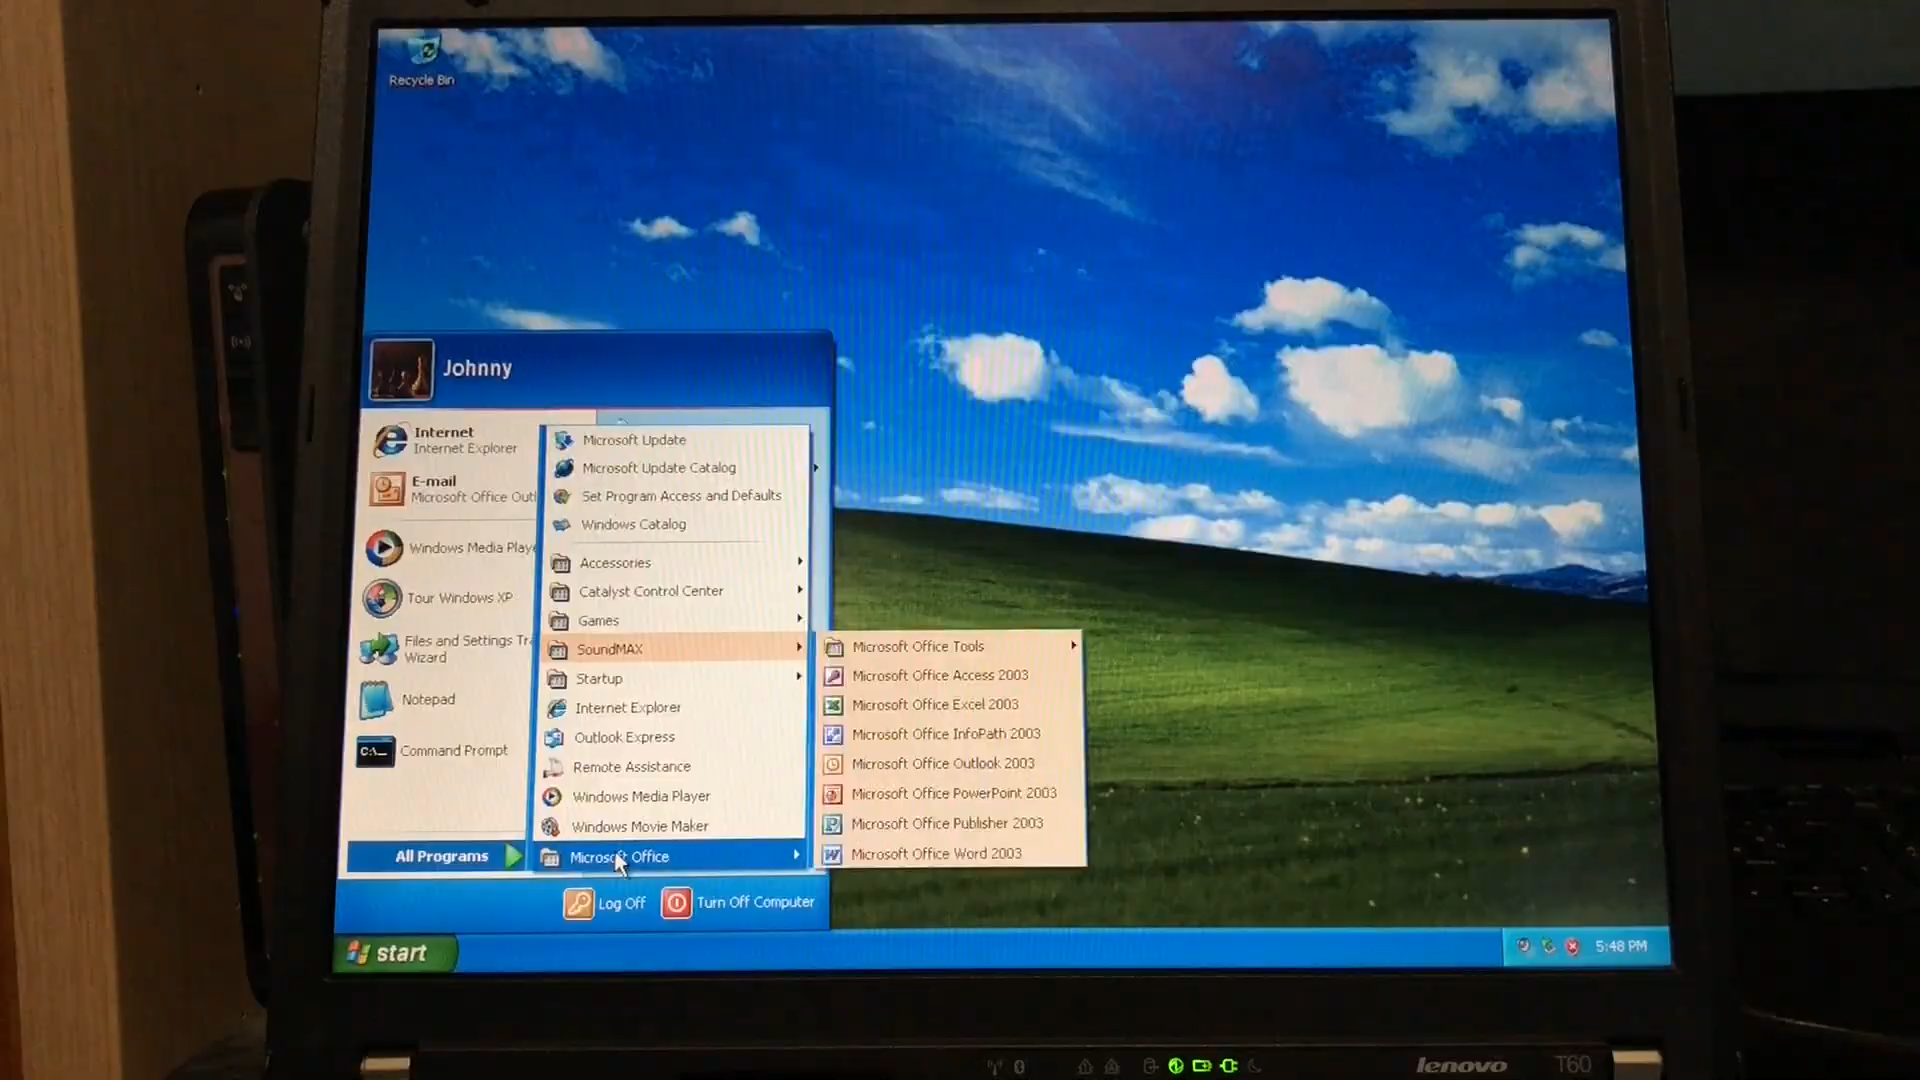 Recycle Bin
Johnny
Internet
Internet Explorer
E-mail
Microsoft Office Outl
Windows Media Playe
Tour Windows XP
Files and Settings Tr
Wizard
Notepad
C:\
Command Prompt
All Programs
Microsoft Update
Microsoft Update Catalog
Set Program Access and Defaults
Windows Catalog
Accessories
Catalyst Control Center
Games
SoundMAX
Startup
Internet Explorer
Outlook Express
Remote Assistance
Windows Media Player
Windows Movie Maker
Microsoft Office
Microsoft Office Tools
Microsoft Office Access 2003
Microsoft Office Excel 2003
Microsoft Office InfoPath 2003
Microsoft Office Outlook 2003
Microsoft Office PowerPoint 2003
Microsoft Office Publisher 2003
Microsoft Office Word 2003
Log Off
Turn Off Computer
start
5:48 PM
lenovo
T60